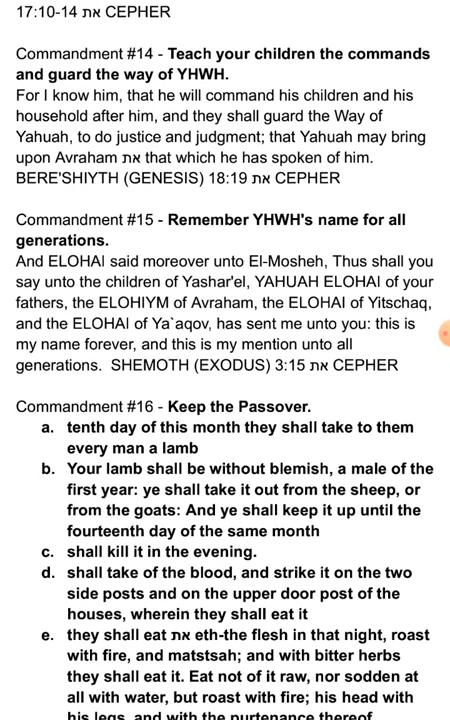 17:10-14 את CEPHER
Commandment #14 - Teach your children the commands
and guard the way of YHWH.
For I know him, that he will command his children and his
household after him, and they shall guard the Way of
Yahuah, to do justice and judgment; that Yahuah may bring
upon Avraham את that which he has spoken of him.
BERE'SHIYTH (GENESIS) 18:19 את CEPHER
Commandment #15 - Remember YHWH's name for all
generations.
And ELOHAI said moreover unto El-Mosheh, Thus shall you
say unto the children of Yashar'el, YAHUAH ELOHAI of your
fathers, the ELOHIYM of Avraham, the ELOHAI of Yitschaq,
and the ELOHAI of Ya`aqov, has sent me unto you: this is
my name forever, and this is my mention unto all
generations.  SHEMOTH (EXODUS) 3:15 את CEPHER
Commandment #16 - Keep the Passover.
a. tenth day of this month they shall take to them
every man a lamb
b. Your lamb shall be without blemish, a male of the
first year: ye shall take it out from the sheep, or
from the goats: And ye shall keep it up until the
fourteenth day of the same month
c. shall kill it in the evening.
d. shall take of the blood, and strike it on the two
side posts and on the upper door post of the
houses, wherein they shall eat it
e. they shall eat את eth-the flesh in that night, roast
with fire, and matstsah; and with bitter herbs
they shall eat it. Eat not of it raw, nor sodden at
all with water, but roast with fire; his head with
his legs, and with the purtenance thereof